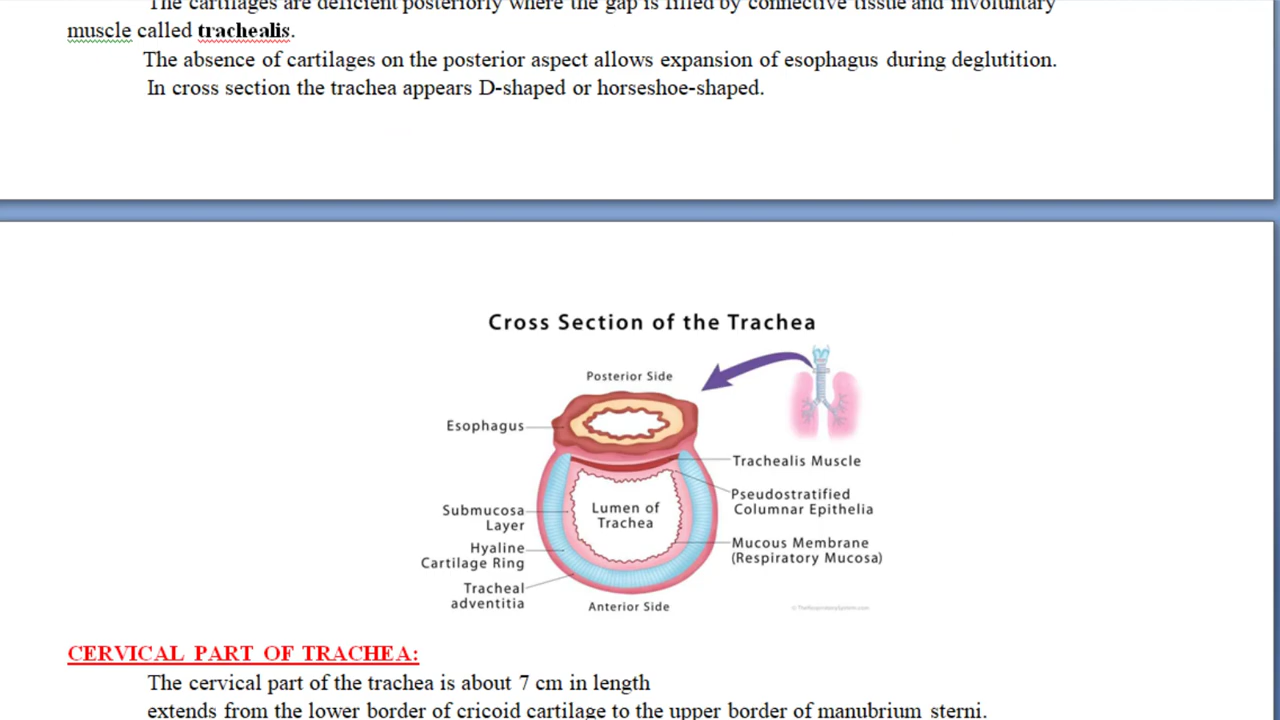 The cartilages are deficient posteriorly where the gap is filled by connective tissue and involuntary
muscle called trachealis.
The absence of cartilages on the posterior aspect allows expansion of esophagus during deglutition.
In cross section the trachea appears D-shaped or horseshoe-shaped.
Cross Section of the Trachea
Posterior Side
Esophagus
Trachealis Muscle
Pseudostratified
Columnar Epithelia
Lumen of
Trachea
Submucosa
Layer
Mucous Membrane
(Respiratory Mucosa)
Hyaline
Cartilage Ring
Tracheal
adventitia
Anterior Side
© TheRespiratorySystem.com
CERVICAL PART OF TRACHEA:
The cervical part of the trachea is about 7 cm in length
extends from the lower border of cricoid cartilage to the upper border of manubrium sterni.